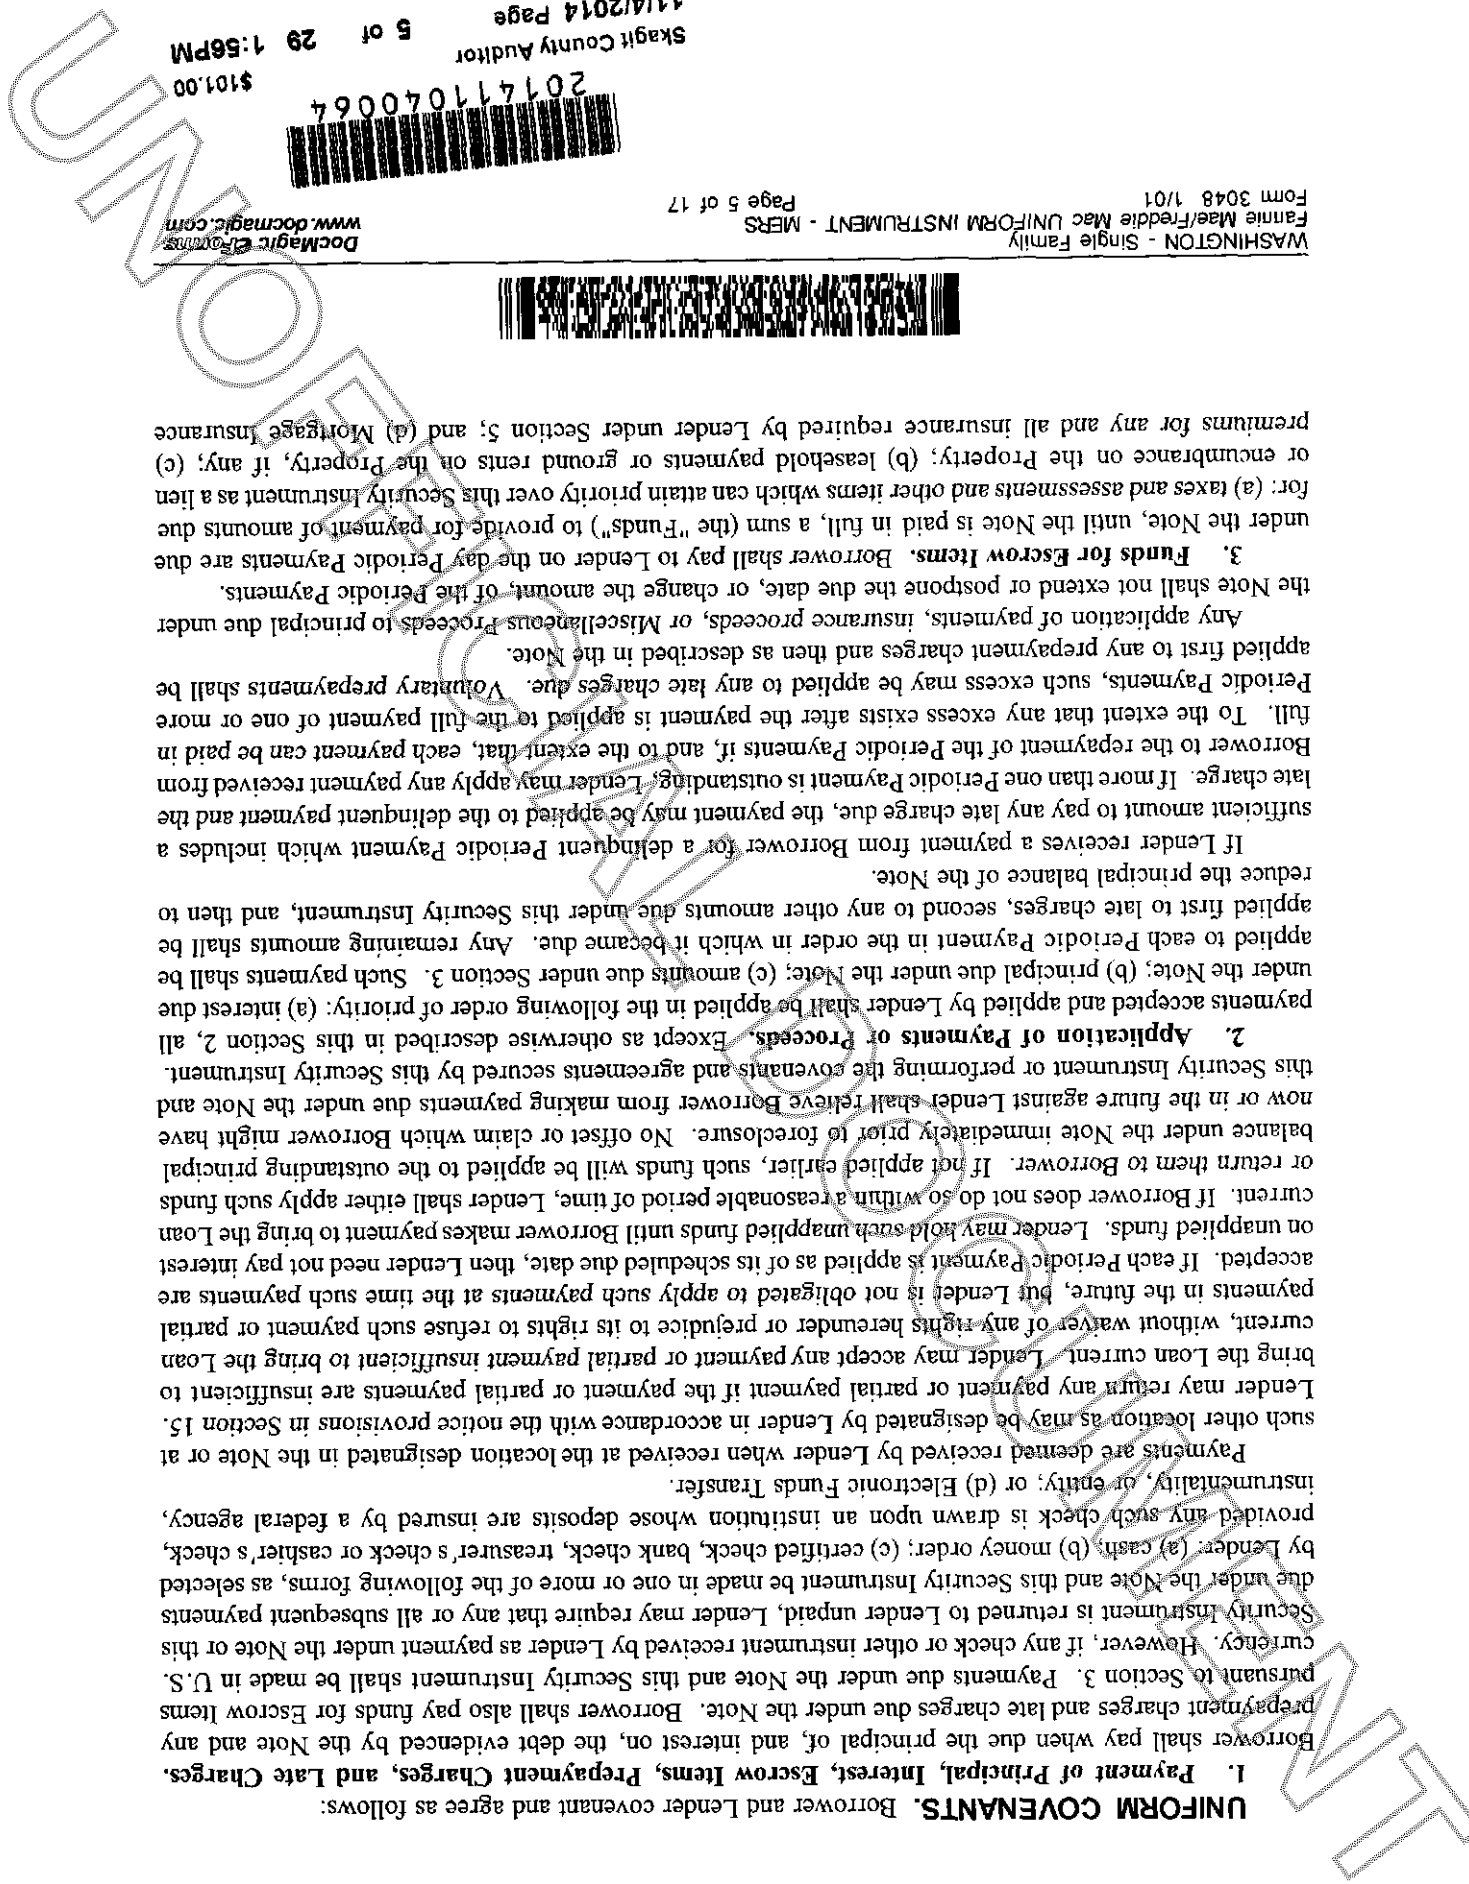 UNIFORM COVENANTS. Borrower and Lender covenant and agree as follows:
1. Payment of Principal, Interest, Escrow Items, Prepayment Charges, and Late Charges.
Borrower shall pay when due the principal of, and interest on, the debt evidenced by the Note and any
prepayment charges and late charges due under the Note. Borrower shall also pay funds for Escrow Items
pursuant to Section 3. Payments due under the Note and this Security Instrument shall be made in U.S.
currency. However, if any check or other instrument received by Lender as payment under the Note or this
Security Instrument is returned to Lender unpaid, Lender may require that any or all subsequent payments
due under the Note and this Security Instrument be made in one or more of the following forms, as selected
by Lender: (a) cash; (b) money order; (c) certified check, bank check, treasurer's check or cashier's check,
provided any such check is drawn upon an institution whose deposits are insured by a federal agency,
instrumentality, or entity; or (d) Electronic Funds Transfer.
Payments are deemed received by Lender when received at the location designated in the Note or at
such other location as may be designated by Lender in accordance with the notice provisions in Section 15.
Lender may return any payment or partial payment if the payment or partial payments are insufficient to
bring the Loan current. Lender may accept any payment or partial payment insufficient to bring the Loan
current, without waiver of any rights hereunder or prejudice to its rights to refuse such payment or partial
payments in the future, but Lender is not obligated to apply such payments at the time such payments are
accepted. If each Periodic Payment is applied as of its scheduled due date, then Lender need not pay interest
on unapplied funds. Lender may hold such unapplied funds until Borrower makes payment to bring the Loan
current. If Borrower does not do so within a reasonable period of time, Lender shall either apply such funds
or return them to Borrower. If not applied earlier, such funds will be applied to the outstanding principal
balance under the Note immediately prior to foreclosure. No offset or claim which Borrower might have
now or in the future against Lender shall relieve Borrower from making payments due under the Note and
this Security Instrument or performing the covenants and agreements secured by this Security Instrument.
2. Application of Payments or Proceeds. Except as otherwise described in this Section 2, all
payments accepted and applied by Lender shall be applied in the following order of priority: (a) interest due
under the Note; (b) principal due under the Note; (c) amounts due under Section 3. Such payments shall be
applied to each Periodic Payment in the order in which it became due. Any remaining amounts shall be
applied first to late charges, second to any other amounts due under this Security Instrument, and then to
reduce the principal balance of the Note.
If Lender receives a payment from Borrower for a delinquent Periodic Payment which includes a
sufficient amount to pay any late charge due, the payment may be applied to the delinquent payment and the
late charge. If more than one Periodic Payment is outstanding, Lender may apply any payment received from
Borrower to the repayment of the Periodic Payments if, and to the extent that, each payment can be paid in
full. To the extent that any excess exists after the payment is applied to the full payment of one or more
Periodic Payments, such excess may be applied to any late charges due. Voluntary prepayments shall be
applied first to any prepayment charges and then as described in the Note.
Any application of payments, insurance proceeds, or Miscellaneous Proceeds to principal due under
the Note shall not extend or postpone the due date, or change the amount, of the Periodic Payments.
3. Funds for Escrow Items. Borrower shall pay to Lender on the day Periodic Payments are due
under the Note, until the Note is paid in full, a sum (the "Funds") to provide for payment of amounts due
for: (a) taxes and assessments and other items which can attain priority over this Security Instrument as a lien
or encumbrance on the Property; (b) leasehold payments or ground rents on the Property, if any; (c)
premiums for any and all insurance required by Lender under Section 5; and (d) Mortgage Insurance
WASHINGTON - Single Family
Fannie Mae/Freddie Mac UNIFORM INSTRUMENT - MERS
Form 3048 1/01
Page 5 of 17
DocMagic eForms
www.docmagic.com
201411040064
Skagit County Auditor $101.00
11/4/2014 Page 5 of 29 1:56PM
UNOFFICIAL DOCUMENT